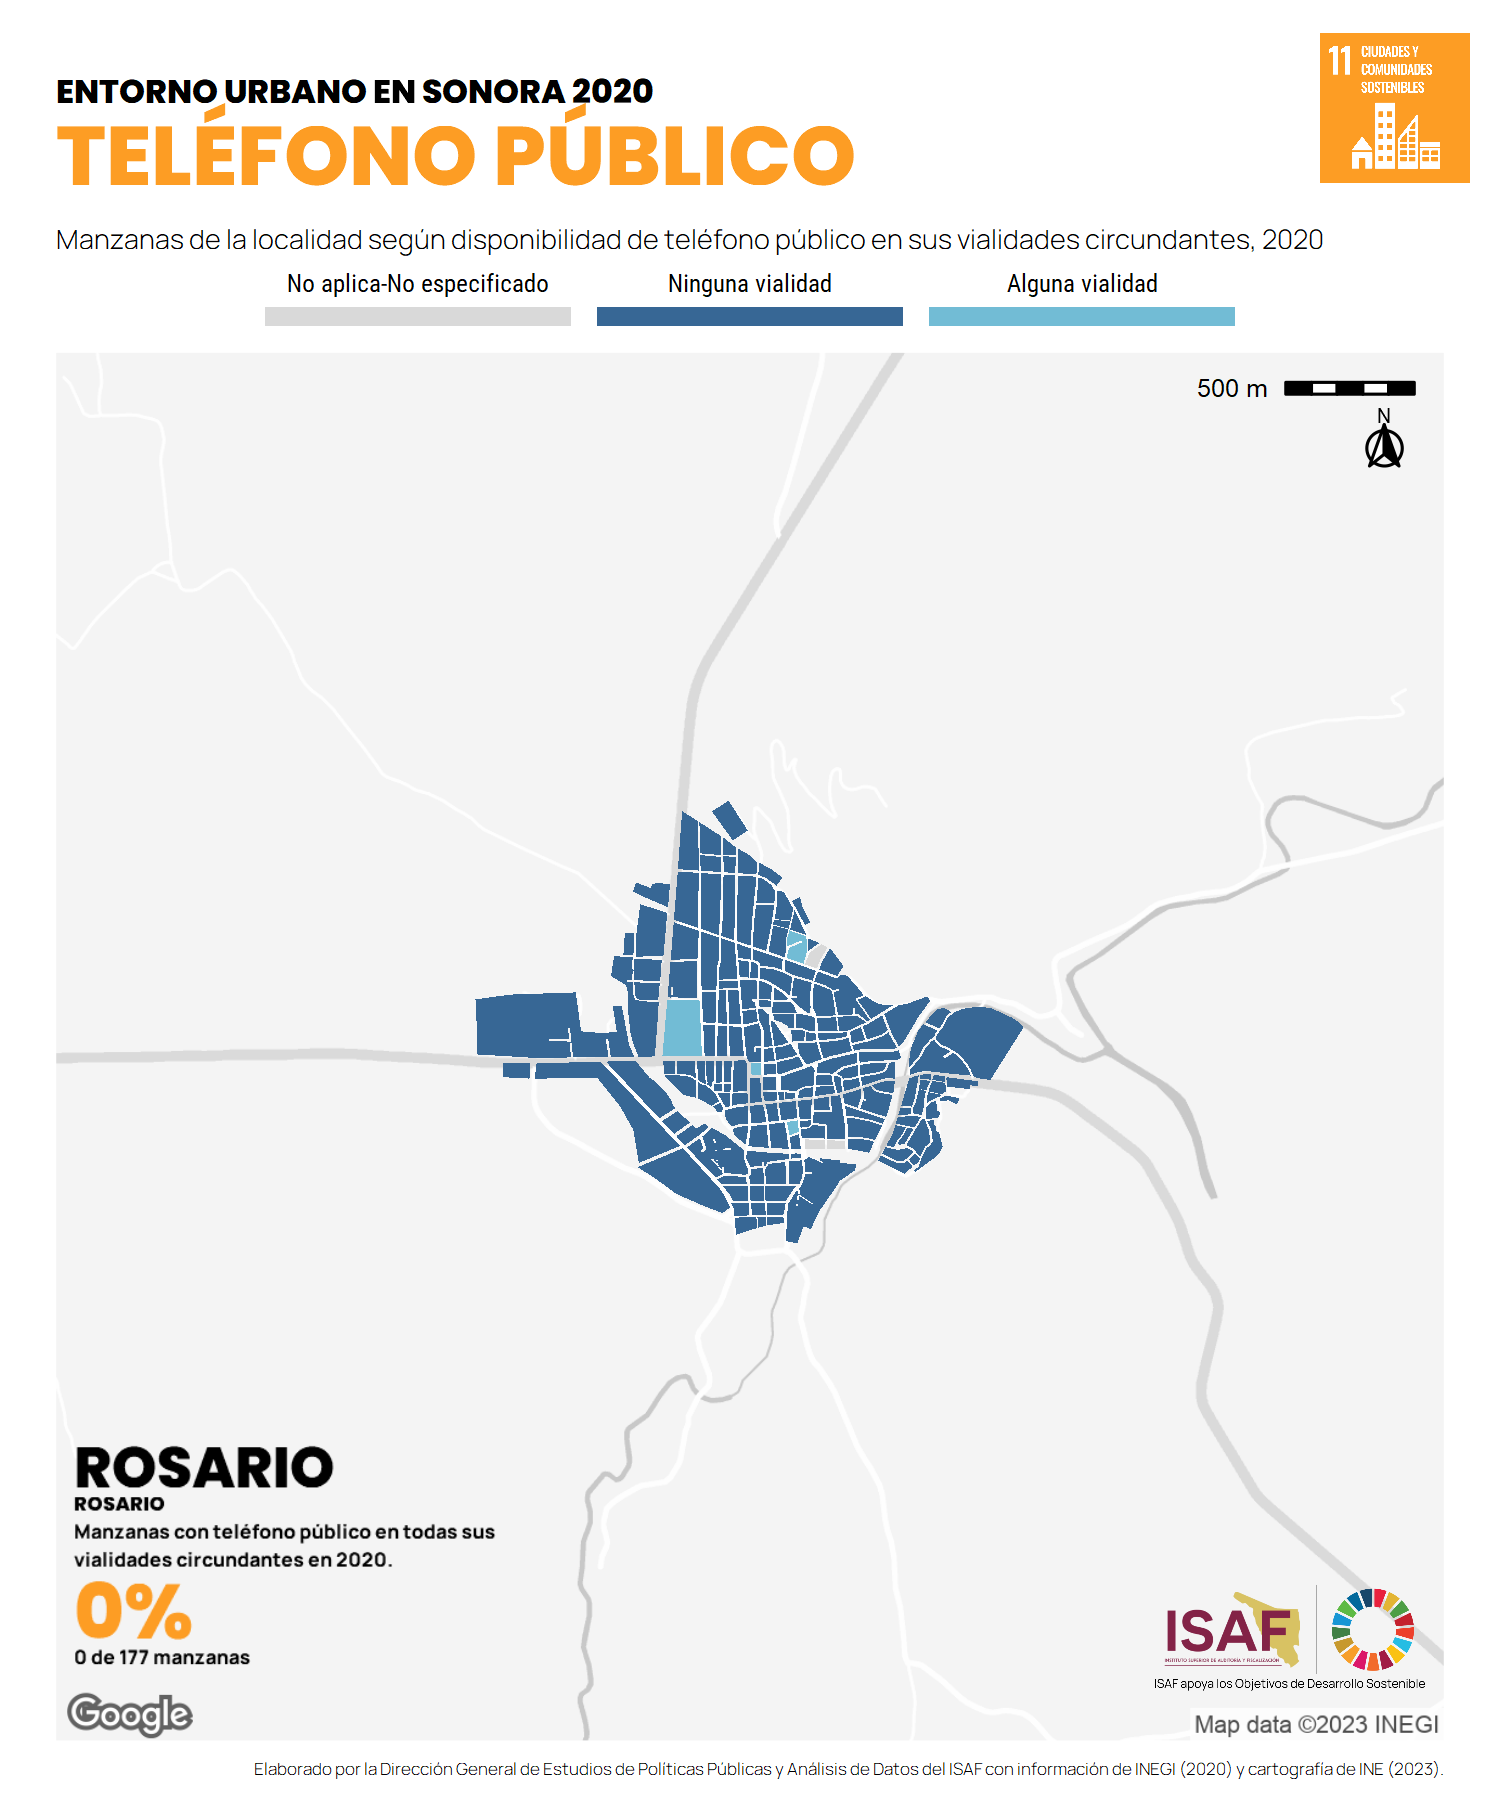 ENTORNO URBANO EN SONORA 2020
TELÉFONO PÚBLICO
11 CIUDADES Y
COMUNIDADES
SOSTENIBLES
Manzanas de la localidad según disponibilidad de teléfono público en sus vialidades circundantes, 2020
No aplica-No especificado
Ninguna vialidad
Alguna vialidad
500 m
N
ROSARIO
ROSARIO
Manzanas con teléfono público en todas sus
vialidades circundantes en 2020.
0%
0 de 177 manzanas
Google
ISAF
INSTITUTO SUPERIOR DE AUDITORÍA Y FISCALIZACIÓN
ISAF apoya los Objetivos de Desarrollo Sostenible
Map data ©2023 INEGI
Elaborado por la Dirección General de Estudios de Políticas Públicas y Análisis de Datos del ISAF con información de INEGI (2020) y cartografía de INE (2023).